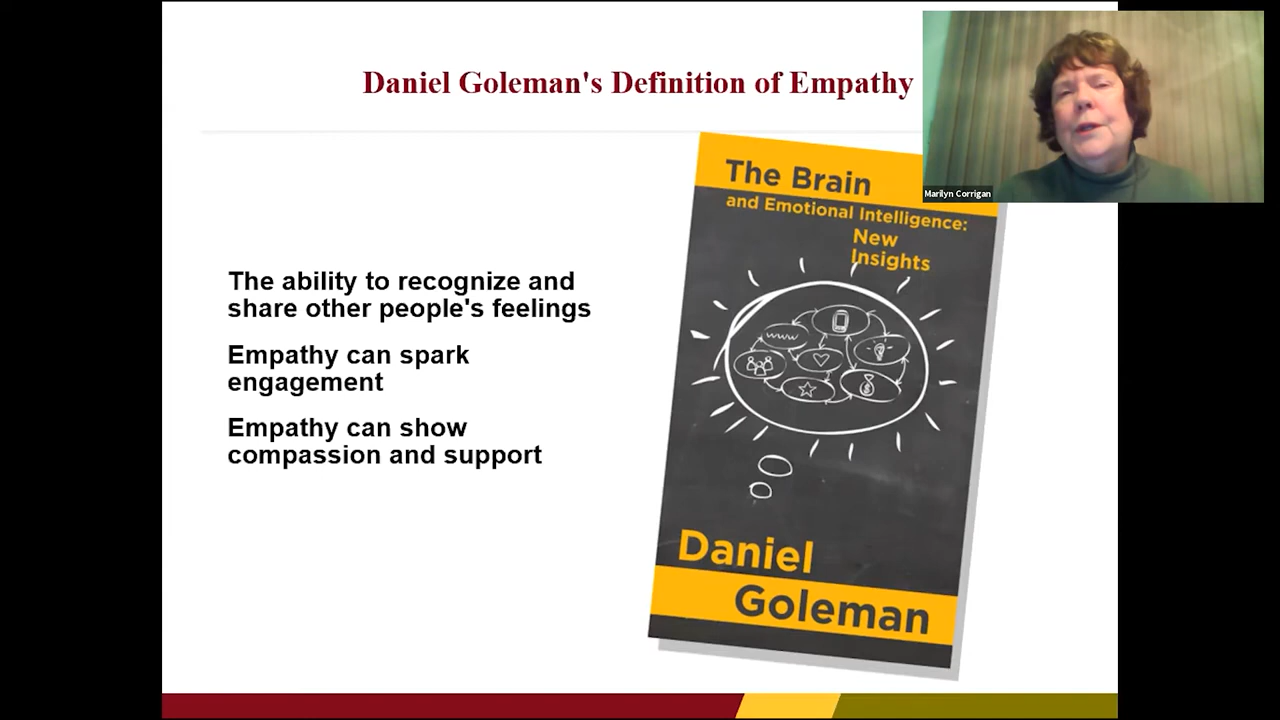 Daniel Goleman's Definition of Empathy
Marilyn Corrigan
The ability to recognize and
share other people's feelings
Empathy can spark
engagement
Empathy can show
compassion and support
The Brain
and Emotional Intelligence:
New
Insights
Daniel
Goleman